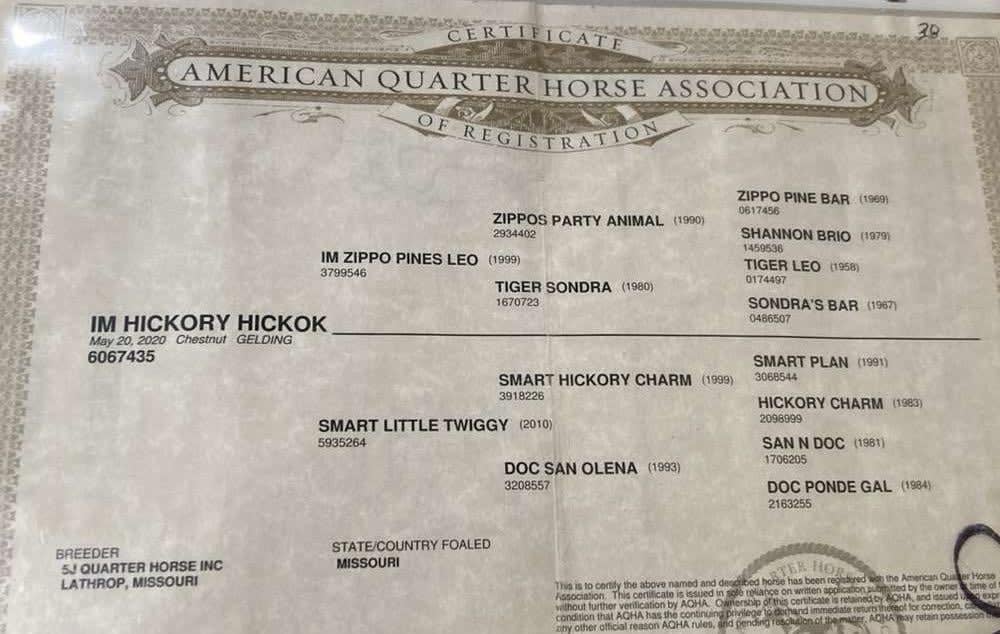 38
CERTIFICATE
AMERICAN QUARTER HORSE ASSOCIATION
OF REGISTRATION
ZIPPO PINE BAR (1969)
0617456
ZIPPOS PARTY ANIMAL (1990)
2934402
SHANNON BRIO (1979)
1459536
IM ZIPPO PINES LEO (1999)
3799546
TIGER LEO (1958)
0174497
TIGER SONDRA (1980)
1670723
SONDRA'S BAR (1967)
0486507
IM HICKORY HICKOK
May 20, 2020 Chestnut GELDING
6067435
SMART PLAN (1991)
3068544
SMART HICKORY CHARM (1999)
3918226
HICKORY CHARM (1983)
2098999
SMART LITTLE TWIGGY (2010)
5935264
SAN N DOC (1981)
1706205
DOC SAN OLENA (1993)
3208557
DOC PONDE GAL (1984)
2163255
BREEDER
5J QUARTER HORSE INC
LATHROP, MISSOURI
STATE/COUNTRY FOALED
MISSOURI
This is to certify the above named and described horse has been registered with the American Quarter Horse
Association. This certificate is issued in sole reliance on written application submitted by the owner at time of
without further verification by AQHA. Ownership of this certificate is retained by AQHA, and issued upon
condition that AQHA has the continuing privilege to demand immediate return thereof for correction,
any other official reason AQHA rules, and pending resolution of the matter, AQHA may retain possession